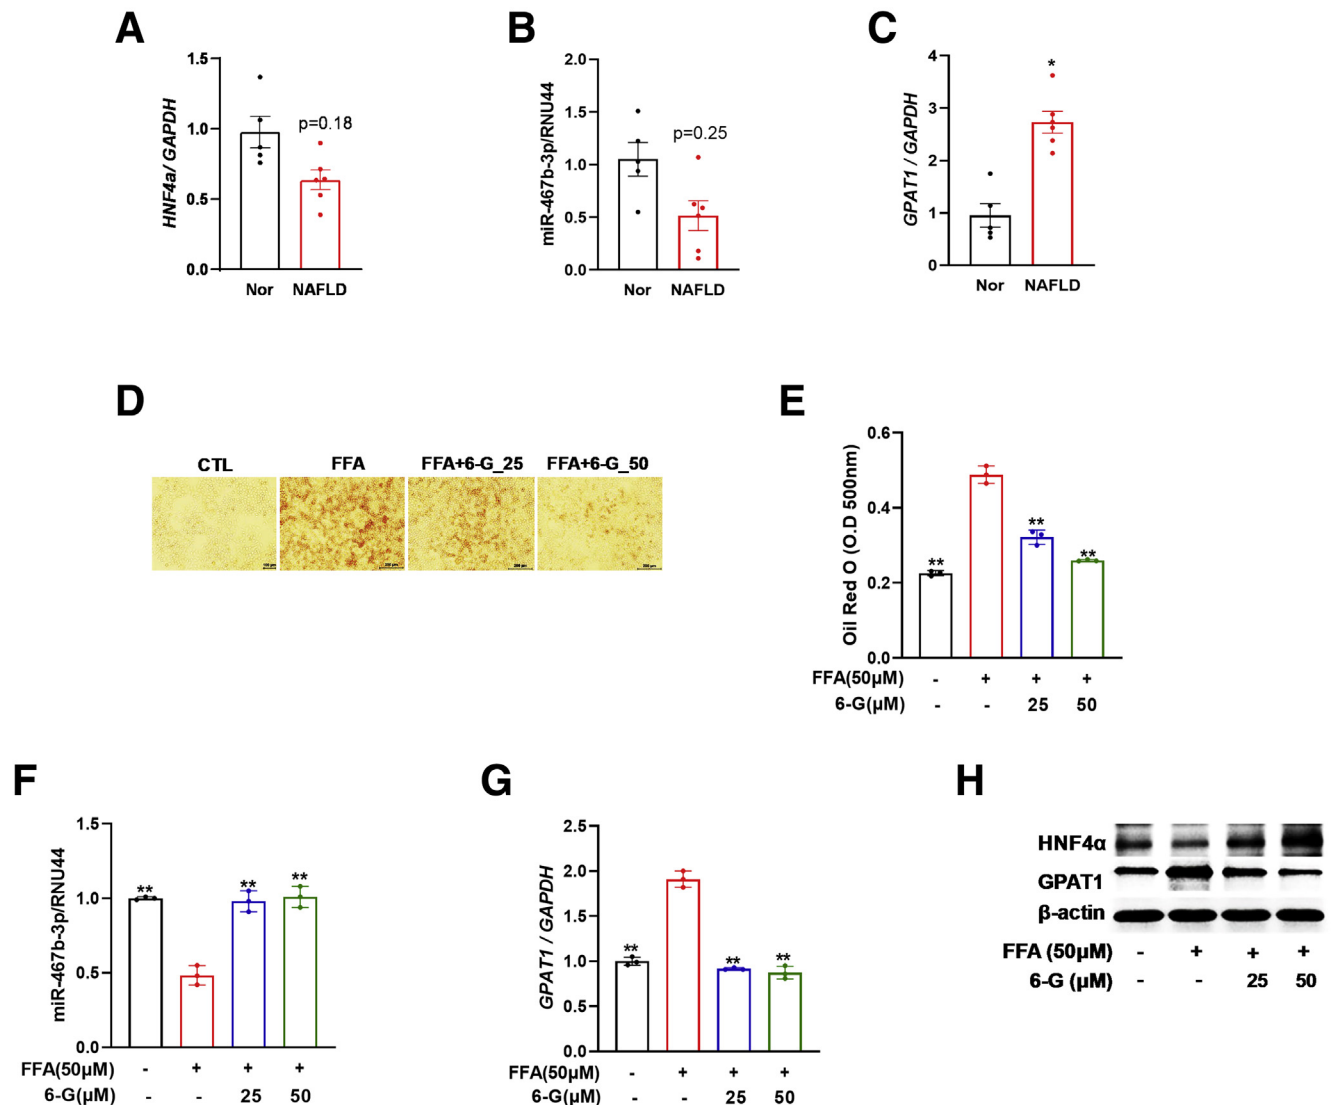 A
HNF4a/ GAPDH
1.5
1.0
0.5
0.0
p=0.18
Nor NAFLD
B
miR-467b-3p/RNU44
2.0
1.5
1.0
0.5
0.0
p=0.25
Nor NAFLD
C
GPAT1 / GAPDH
4
3
2
1
0
*
Nor NAFLD
D
CTL FFA FFA+6-G_25 FFA+6-G_50
E
Oil Red O (O.D 500nm)
0.6
0.4
0.2
0.0
** ** **
FFA(50μM) - + + +
6-G(μM) - - 25 50
F
miR-467b-3p/RNU44
1.5
1.0
0.5
0.0
** ** **
FFA(50μM) - + + +
6-G(μM) - - 25 50
G
GPAT1 / GAPDH
2.5
2.0
1.5
1.0
0.5
0.0
** ** **
FFA(50μM) - + + +
6-G(μM) - - 25 50
H
HNF4α
GPAT1
β-actin
FFA (50μM) - + + +
6-G (μM) - - 25 50